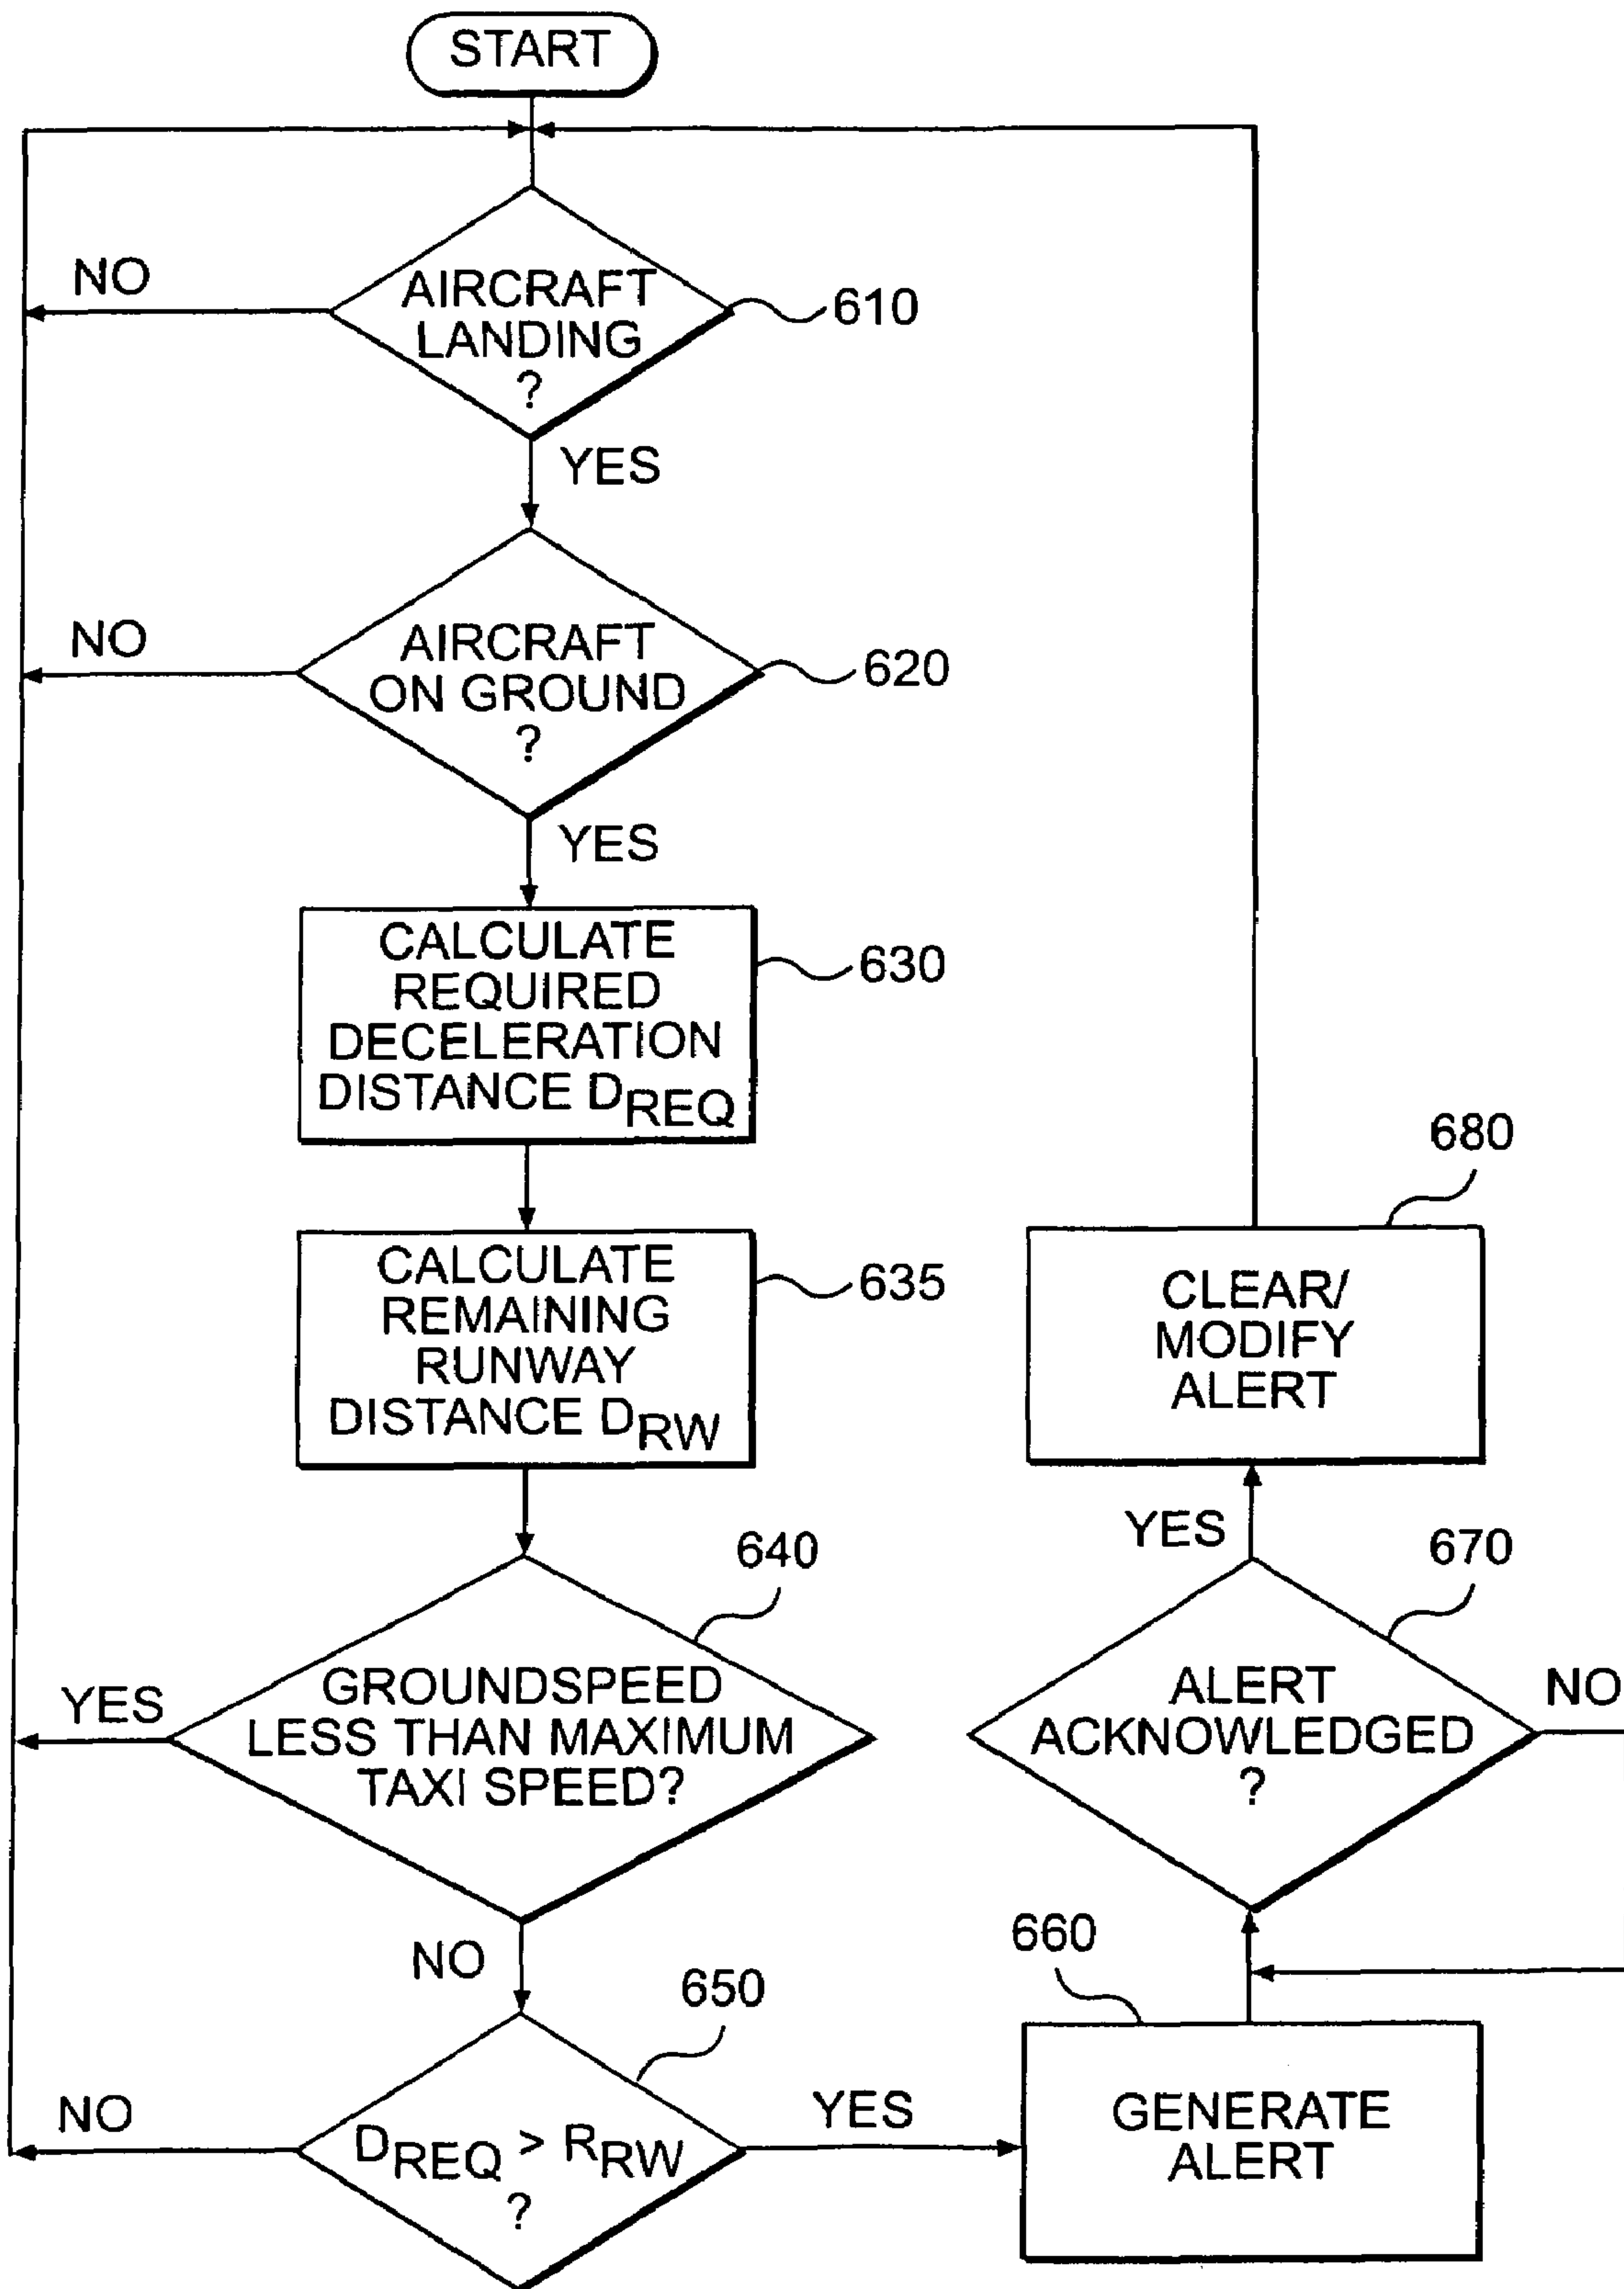 START
NO
AIRCRAFT
LANDING
?
610
YES
NO
AIRCRAFT
ON GROUND
?
620
YES
CALCULATE
REQUIRED
DECELERATION
DISTANCE DREQ
630
CALCULATE
REMAINING
RUNWAY
DISTANCE DRW
635
640
YES
GROUNDSPEED
LESS THAN MAXIMUM
TAXI SPEED?
NO
650
NO
DREQ > RRW
?
YES
660
GENERATE
ALERT
670
ALERT
ACKNOWLEDGED
?
NO
YES
680
CLEAR/
MODIFY
ALERT